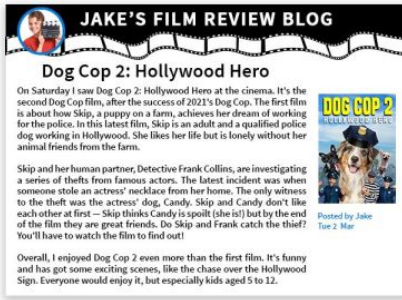 JAKE'S FILM REVIEW BLOG
Dog Cop 2: Hollywood Hero
On Saturday I saw Dog Cop 2: Hollywood Hero at the cinema. It's the
second Dog Cop film, after the success of 2021's Dog Cop. The first film
is about how Skip, a puppy on a farm, achieves her dream of working
for the police. In this latest film, Skip is an adult and a qualified police
dog working in Hollywood. She likes her life but is lonely without her
animal friends from the farm.
Skip and her human partner, Detective Frank Collins, are investigating
a series of thefts from famous actors. The latest incident was when
someone stole an actress' necklace from her home. The only witness
to the theft was the actress' dog, Candy. Skip and Candy don't like
each other at first — Skip thinks Candy is spoilt (she is!) but by the end
of the film they are great friends. Do Skip and Frank catch the thief?
You'll have to watch the film to find out!
Overall, I enjoyed Dog Cop 2 even more than the first film. It's funny
and has got some exciting scenes, like the chase over the Hollywood
Sign. Everyone would enjoy it, but especially kids aged 5 to 12.
DOG COP 2
HOLLYWOOD HERO
Posted by Jake
Tue 2 Mar